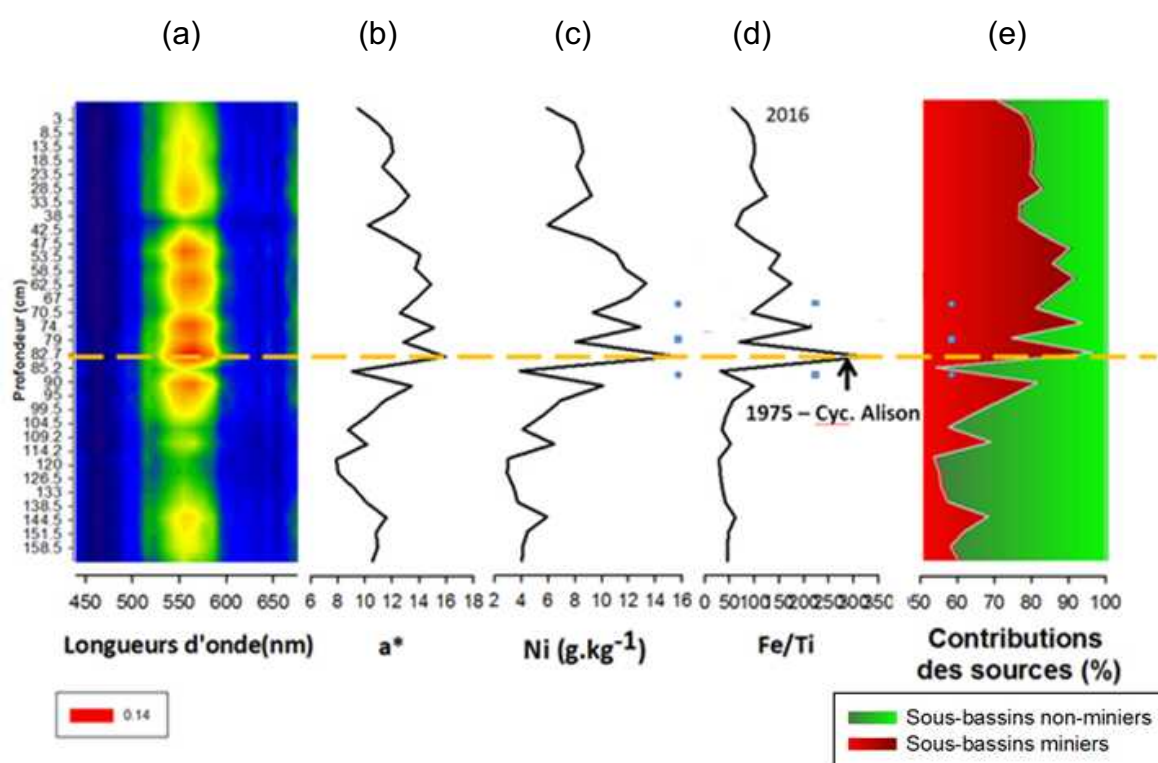 (a) (b) (c) (d) (e)
2016
Profondeur (cm)
3
8.5
13.5
18.5
23.5
28.5
33.5
38
42.5
47.5
53.5
58.5
62.5
67
70.5
74
79
82.7
85.2
90
95
99.5
104.5
109.2
114.2
120
126.5
133
138.5
144.5
151.5
158.5
1975 – Cyc. Alison
450 500 550 600 650
6 8 10 12 14 16 18
2 4 6 8 10 12 14 16
0 50 100 150 200 250 300 350
50 60 70 80 90 100
Longueurs d'onde(nm)
a*
Ni (g.kg-1)
Fe/Ti
Contributions
des sources (%)
0.14
Sous-bassins non-miniers
Sous-bassins miniers